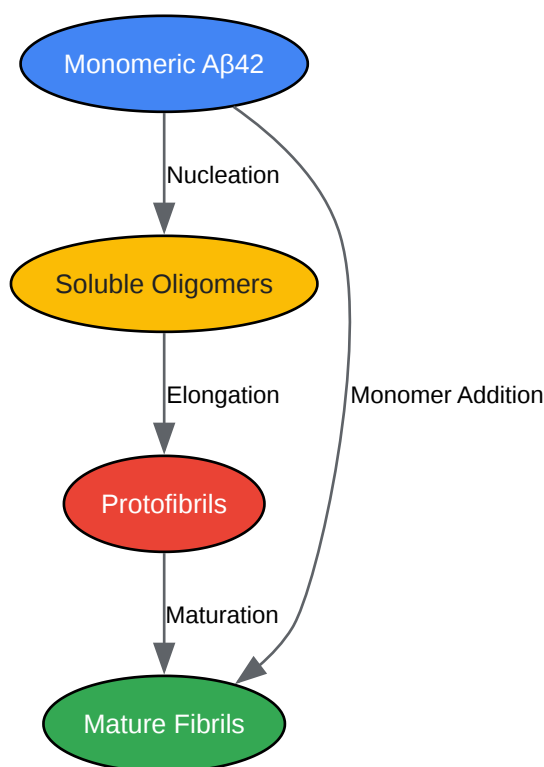 Monomeric Aβ42
Nucleation
Soluble Oligomers
Elongation
Monomer Addition
Protofibrils
Maturation
Mature Fibrils